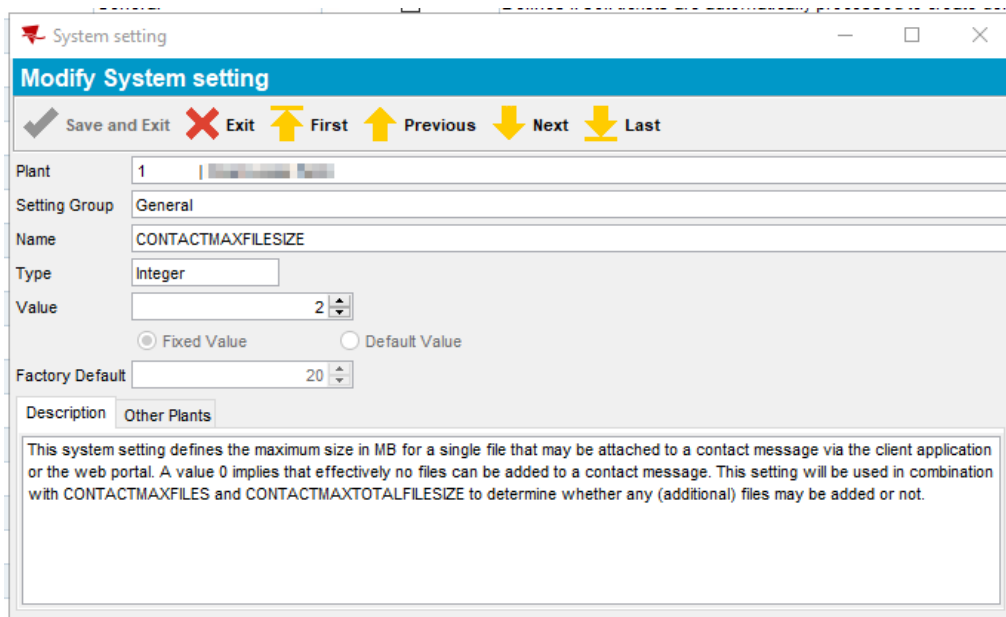 System setting
Modify System setting
Save and Exit Exit First Previous Next Last
Plant 1 |
Setting Group General
Name CONTACTMAXFILESIZE
Type Integer
Value 2
Fixed Value Default Value
Factory Default 20
Description Other Plants
This system setting defines the maximum size in MB for a single file that may be attached to a contact message via the client application
or the web portal. A value 0 implies that effectively no files can be added to a contact message. This setting will be used in combination
with CONTACTMAXFILES and CONTACTMAXTOTALFILESIZE to determine whether any (additional) files may be added or not.